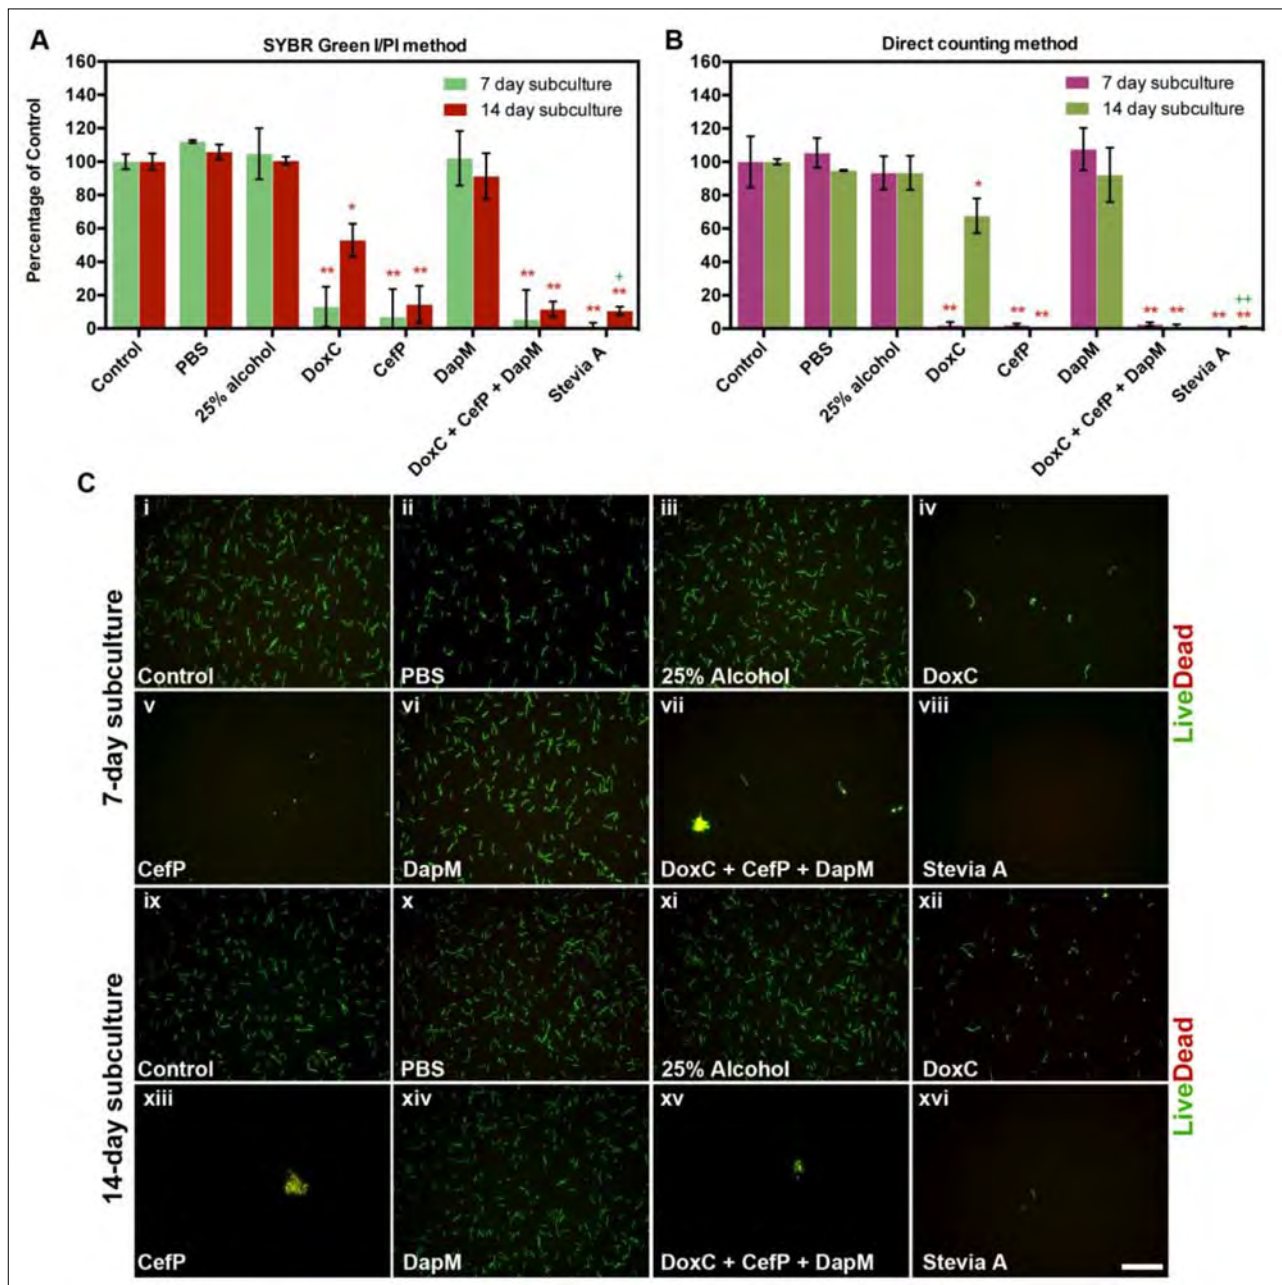 A
SYBR Green I/PI method
Percentage of Control
160
140
120
100
80
60
40
20
0
7 day subculture
14 day subculture
**
*
**
**
**
**
**
+
**
Control
PBS
25% alcohol
DoxC
CefP
DapM
DoxC + CefP + DapM
Stevia A
B
Direct counting method
160
140
120
100
80
60
40
20
0
7 day subculture
14 day subculture
**
*
**
**
**
**
**
++
**
Control
PBS
25% alcohol
DoxC
CefP
DapM
DoxC + CefP + DapM
Stevia A
C
7-day subculture
i
Control
ii
PBS
iii
25% Alcohol
iv
DoxC
v
CefP
vi
DapM
vii
DoxC + CefP + DapM
viii
Stevia A
LiveDead
14-day subculture
ix
Control
x
PBS
xi
25% Alcohol
xii
DoxC
xiii
CefP
xiv
DapM
xv
DoxC + CefP + DapM
xvi
Stevia A
LiveDead